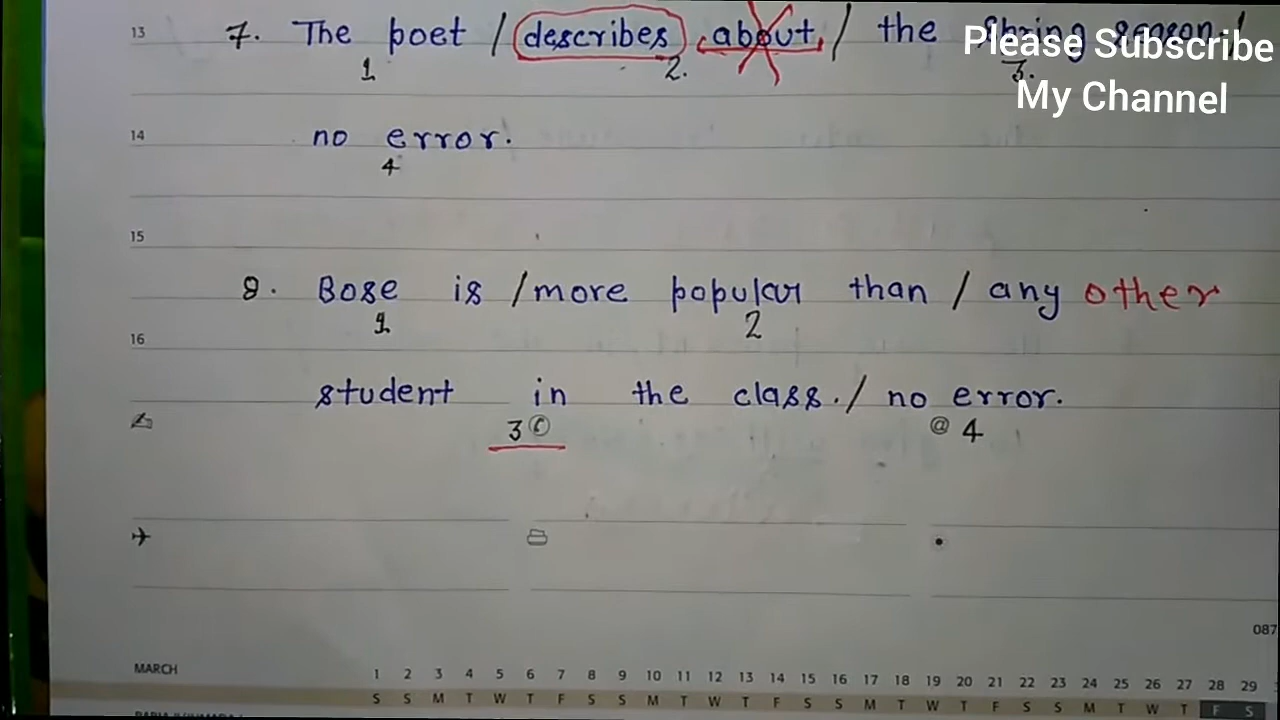 13 7. The poet / describes about / the Spring season. /
1 2. 3.
Please Subscribe
My Channel
14 no error.
4
15
8. Bose is / more popular than / any other
1 2
16
student in the class. / no error.
3 @ 4
087
MARCH 1 2 3 4 5 6 7 8 9 10 11 12 13 14 15 16 17 18 19 20 21 22 23 24 25 26 27 28 29
S S M T W T F S S M T W T F S S M T W T F S S M T W T F S